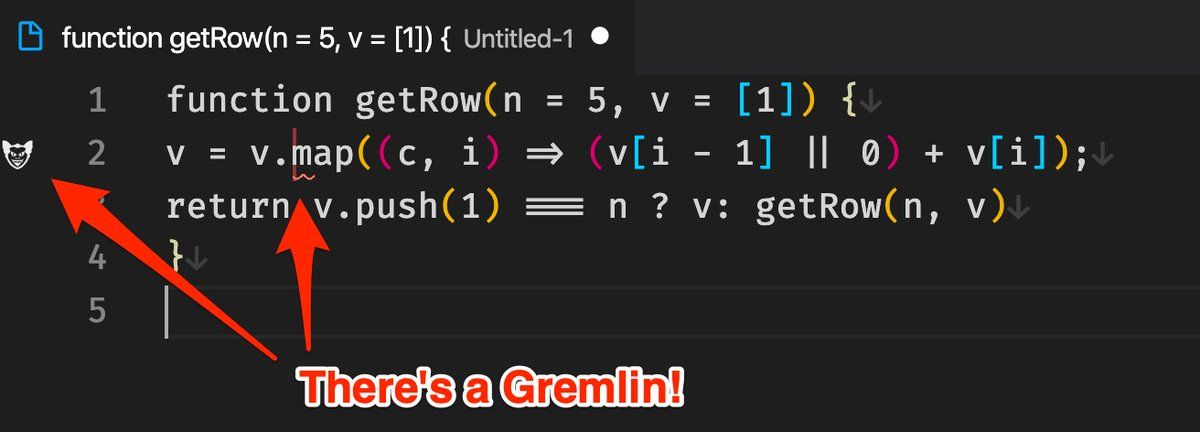 function getRow(n = 5, v = [1]) { Untitled-1
1 function getRow(n = 5, v = [1]) {↓
2 v = v.map((c, i) => (v[i - 1] || 0) + v[i]);↓
3 return v.push(1) === n ? v: getRow(n, v)↓
4 }↓
5
There's a Gremlin!